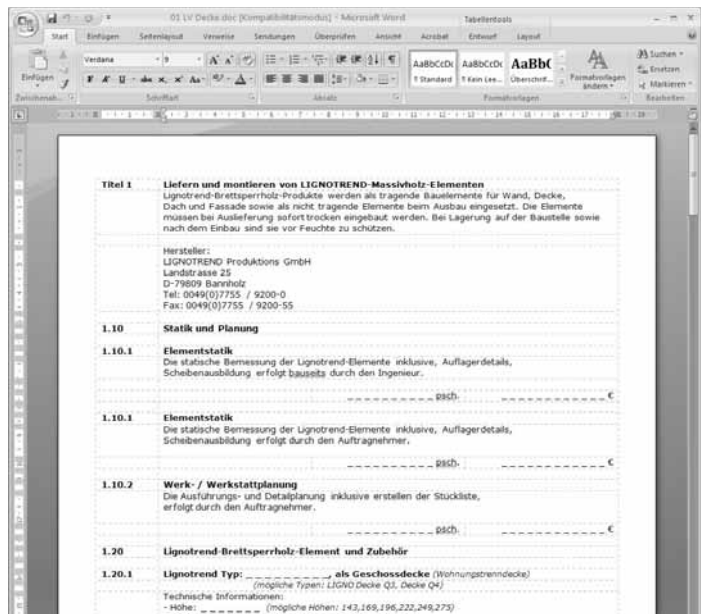 01 LV Decke.doc [Kompatibilitätsmodus] - Microsoft Word
Tabellentools
Start Einfügen Seitenlayout Verweise Sendungen Überprüfen Ansicht Acrobat Entwurf Layout
Einfügen
Verdana 9
AaBbCcDc AaBbCcDc AaBbC
¶ Standard ¶ Kein Lee... Überschrif...
Formatvorlagen ändern
Suchen
Ersetzen
Markieren
Zwischenab... Schriftart Absatz Formatvorlagen Bearbeiten
Titel 1 Liefern und montieren von LIGNOTREND-Massivholz-Elementen
Lignotrend-Brettsperrholz-Produkte werden als tragende Bauelemente für Wand, Decke,
Dach und Fassade sowie als nicht tragende Elemente beim Ausbau eingesetzt. Die Elemente
müssen bei Auslieferung sofort trocken eingebaut werden. Bei Lagerung auf der Baustelle sowie
nach dem Einbau sind sie vor Feuchte zu schützen.
Hersteller:
LIGNOTREND Produktions GmbH
Landstrasse 25
D-79809 Bannholz
Tel: 0049(0)7755 / 9200-0
Fax: 0049(0)7755 / 9200-55
1.10 Statik und Planung
1.10.1 Elementstatik
Die statische Bemessung der Lignotrend-Elemente inklusive, Auflagerdetails,
Scheibenausbildung erfolgt bauseits durch den Ingenieur.
_ _ _ _ _ _ _ _ _ _ psch. _ _ _ _ _ _ _ _ _ _ €
1.10.1 Elementstatik
Die statische Bemessung der Lignotrend-Elemente inklusive, Auflagerdetails,
Scheibenausbildung erfolgt durch den Auftragnehmer.
_ _ _ _ _ _ _ _ _ _ psch. _ _ _ _ _ _ _ _ _ _ €
1.10.2 Werk- / Werkstattplanung
Die Ausführungs- und Detailplanung inklusive erstellen der Stückliste,
erfolgt durch den Auftragnehmer.
_ _ _ _ _ _ _ _ _ _ psch. _ _ _ _ _ _ _ _ _ _ €
1.20 Lignotrend-Brettsperrholz-Element und Zubehör
1.20.1 Lignotrend Typ: _ _ _ _ _ _ _ _ _, als Geschossdecke (Wohnungstrenndecke)
(mögliche Typen: LIGNO Decke Q3, Decke Q4)
Technische Informationen:
- Höhe: _ _ _ _ _ _ _ (mögliche Höhen: 143,169,196,222,249,275)